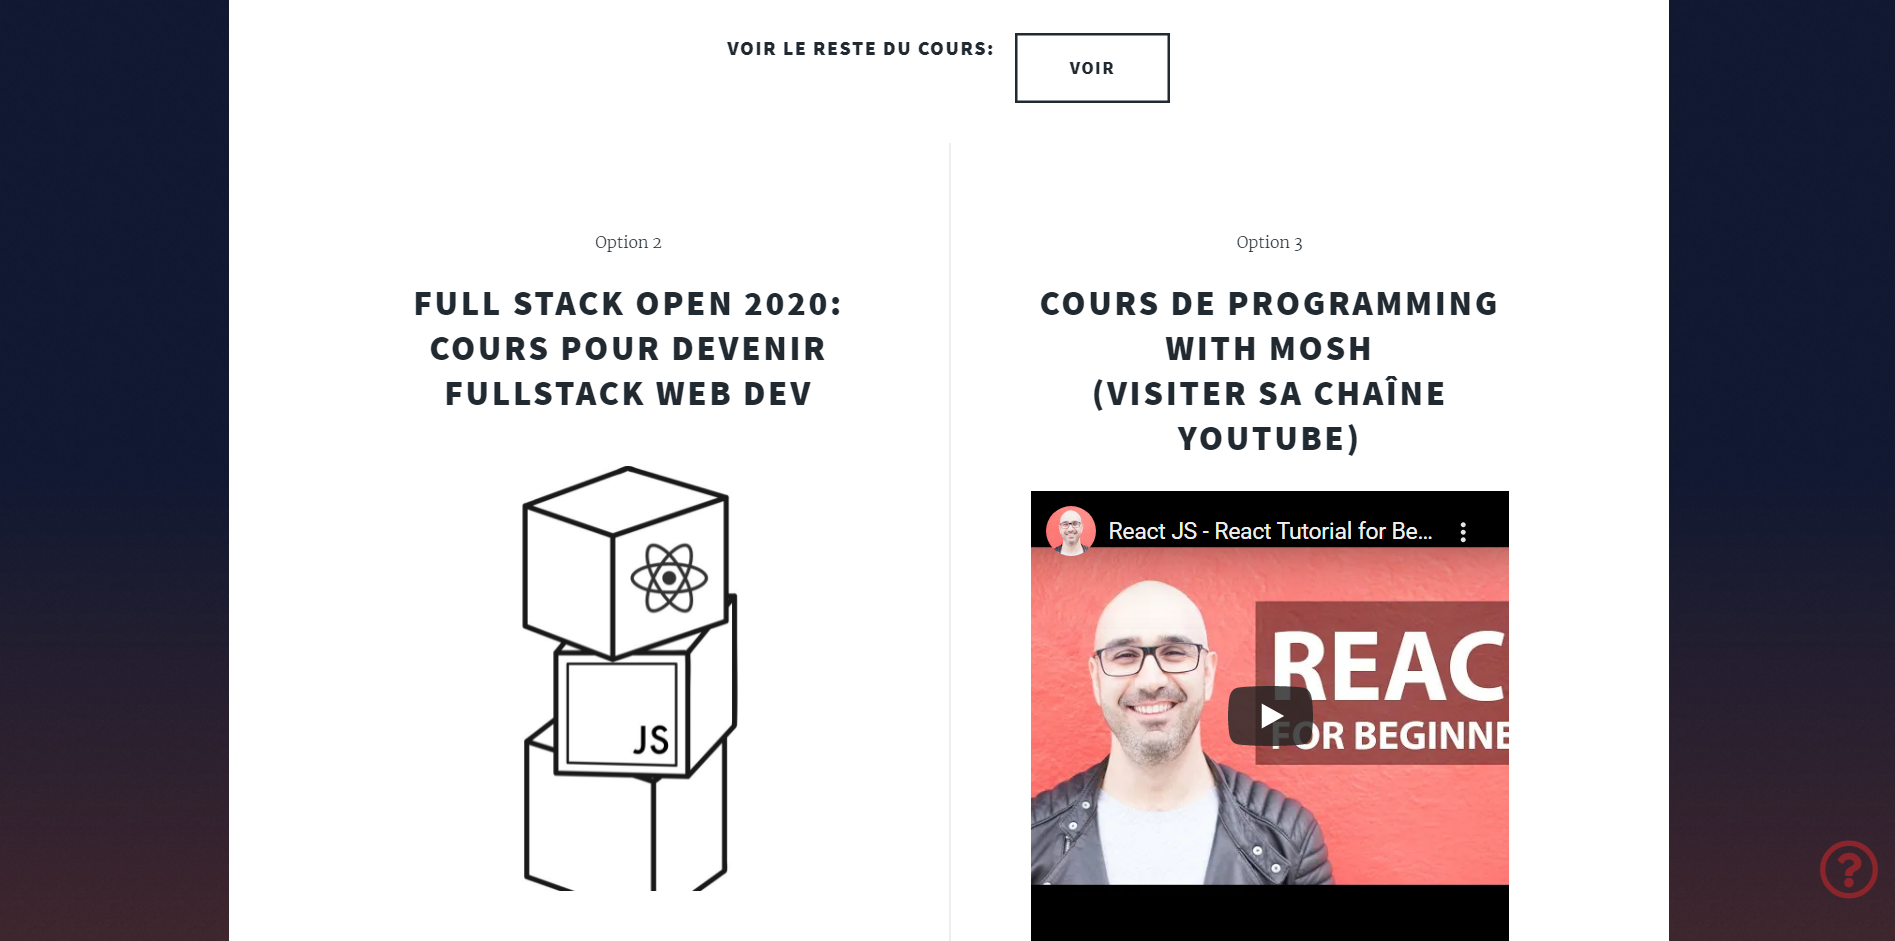 VOIR LE RESTE DU COURS:
VOIR
Option 2
FULL STACK OPEN 2020:
COURS POUR DEVENIR
FULLSTACK WEB DEV
JS
Option 3
COURS DE PROGRAMMING
WITH MOSH
(VISITER SA CHAÎNE
YOUTUBE)
React JS - React Tutorial for Be...
REAC
FOR BEGINNE
?